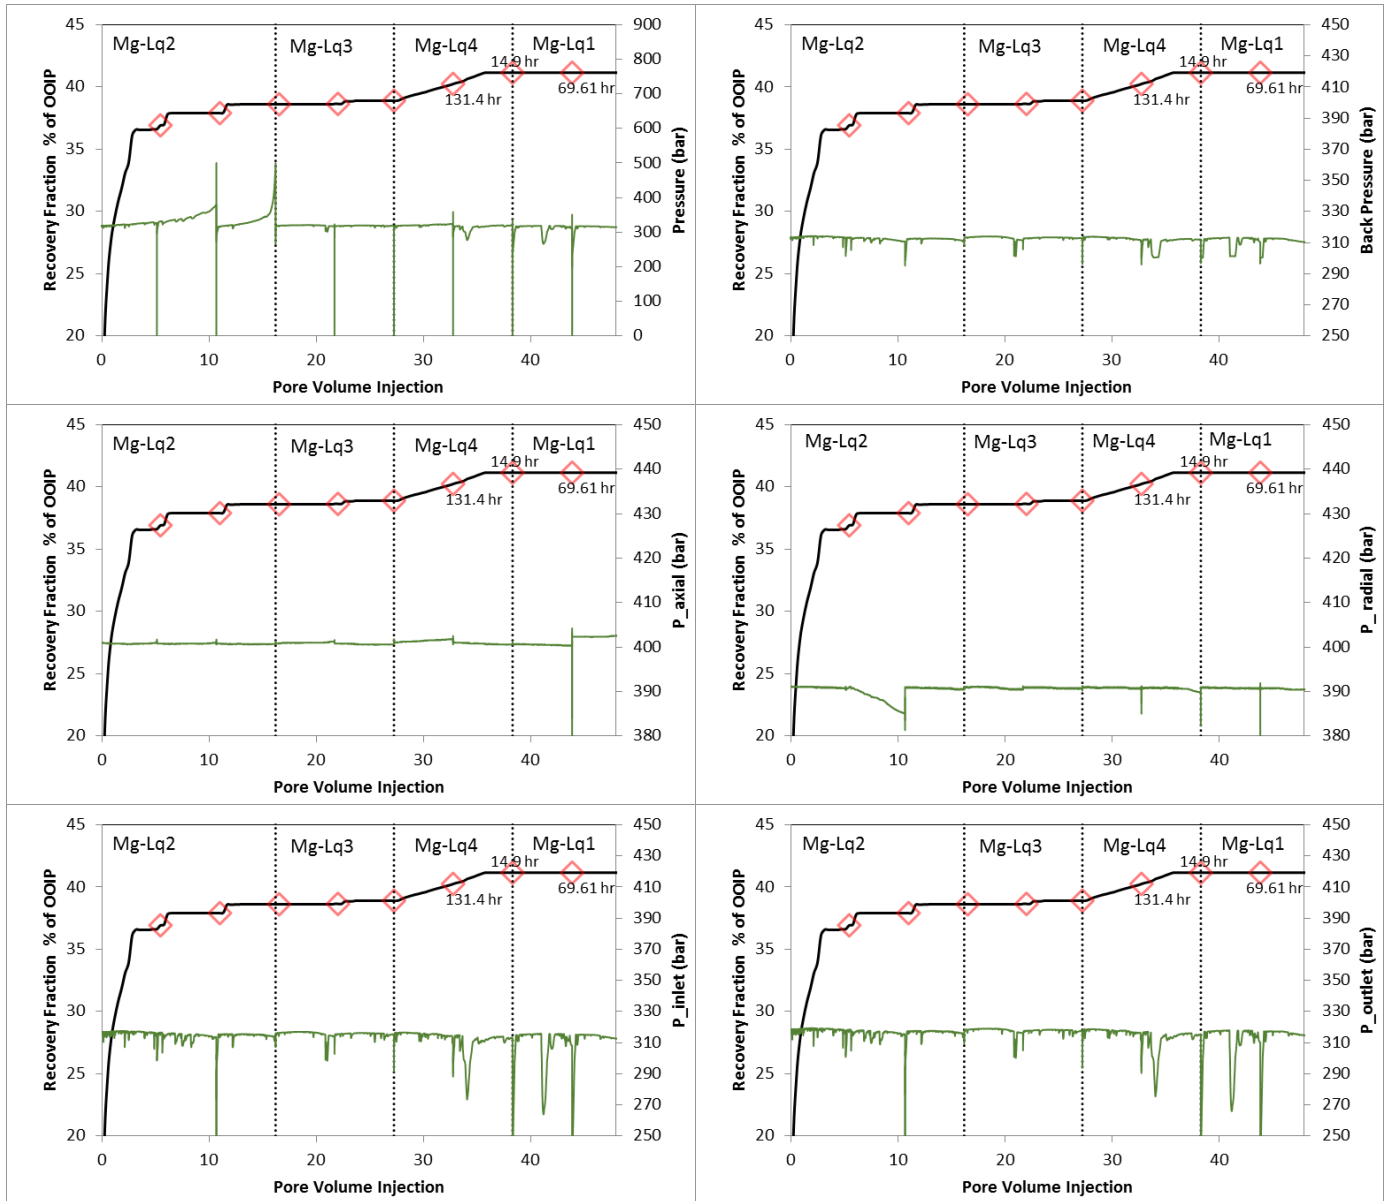 45
40
35
30
25
20
Recovery Fraction % of OOIP
Mg-Lq2
Mg-Lq3
Mg-Lq4
Mg-Lq1
14.9 hr
131.4 hr
69.61 hr
900
800
700
600
500
400
300
200
100
0
Pressure (bar)
0 10 20 30 40
Pore Volume Injection
45
40
35
30
25
20
Recovery Fraction % of OOIP
Mg-Lq2
Mg-Lq3
Mg-Lq4
Mg-Lq1
14.9 hr
131.4 hr
69.61 hr
450
430
410
390
370
350
330
310
290
270
250
Back Pressure (bar)
0 10 20 30 40
Pore Volume Injection
45
40
35
30
25
20
Recovery Fraction % of OOIP
Mg-Lq2
Mg-Lq3
Mg-Lq4
Mg-Lq1
14.9 hr
131.4 hr
69.61 hr
450
440
430
420
410
400
390
380
P_axial (bar)
0 10 20 30 40
Pore Volume Injection
45
40
35
30
25
20
Recovery Fraction % of OOIP
Mg-Lq2
Mg-Lq3
Mg-Lq4
Mg-Lq1
14.9 hr
131.4 hr
69.61 hr
450
440
430
420
410
400
390
380
P_radial (bar)
0 10 20 30 40
Pore Volume Injection
45
40
35
30
25
20
Recovery Fraction % of OOIP
Mg-Lq2
Mg-Lq3
Mg-Lq4
Mg-Lq1
14.9 hr
131.4 hr
69.61 hr
450
430
410
390
370
350
330
310
290
270
250
P_inlet (bar)
0 10 20 30 40
Pore Volume Injection
45
40
35
30
25
20
Recovery Fraction % of OOIP
Mg-Lq2
Mg-Lq3
Mg-Lq4
Mg-Lq1
14.9 hr
131.4 hr
69.61 hr
450
430
410
390
370
350
330
310
290
270
250
P_outlet (bar)
0 10 20 30 40
Pore Volume Injection